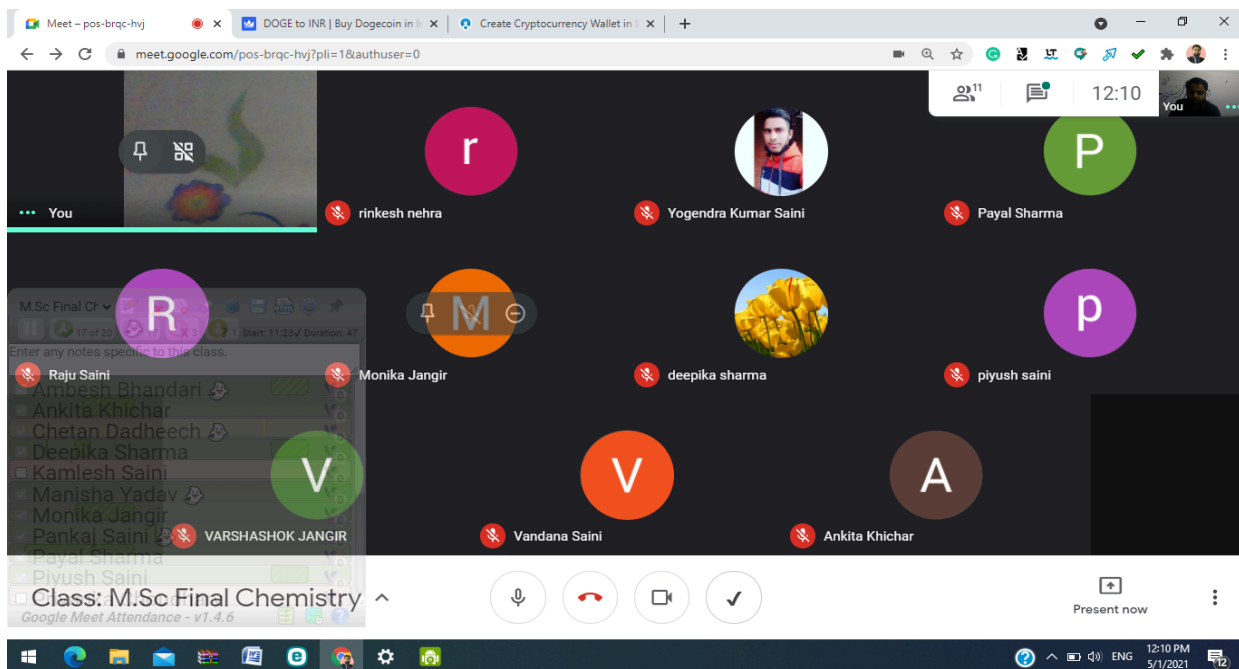 Meet – pos-brqc-hvj
DOGE to INR | Buy Dogecoin in
Create Cryptocurrency Wallet in
meet.google.com/pos-brqc-hvj?pli=1&authuser=0
11
12:10
You
r
P
You
rinkesh nehra
Yogendra Kumar Saini
Payal Sharma
R
M
p
M.Sc Final Ch
17 of 20
3
1
Start: 11:23
Duration: 47
Enter any notes specific to this class.
Raju Saini
Monika Jangir
deepika sharma
piyush saini
Ambesh Bhandari
Ankita Khichar
Chetan Dadheech
Deepika Sharma
Kamlesh Saini
Manisha Yadav
Monika Jangir
Pankaj Saini
Payal Sharma
Piyush Saini
V
V
A
VARSHASHOK JANGIR
Vandana Saini
Ankita Khichar
Class: M.Sc Final Chemistry
Google Meet Attendance - v1.4.6
Present now
ENG
12:10 PM
5/1/2021
12